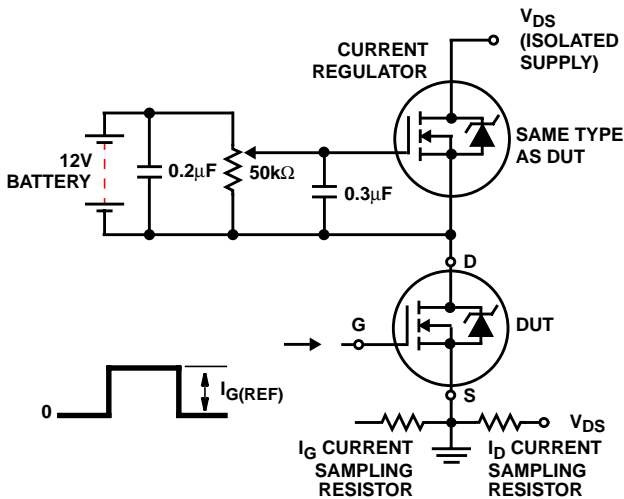 V_DS
(ISOLATED
SUPPLY)
CURRENT
REGULATOR
SAME TYPE
AS DUT
12V
BATTERY
0.2µF
50kΩ
0.3µF
D
DUT
G
I_G(REF)
0
S
V_DS
I_G CURRENT
SAMPLING
RESISTOR
I_D CURRENT
SAMPLING
RESISTOR